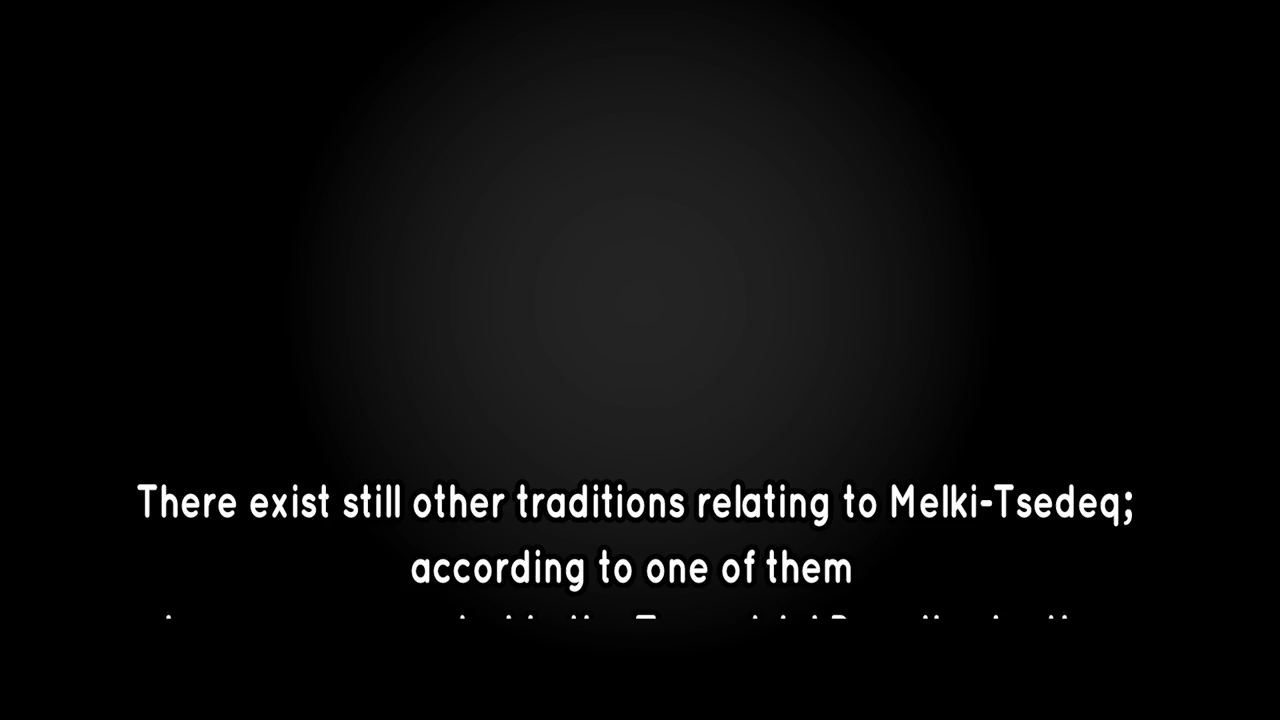 There exist still other traditions relating to Melki-Tsedeq;
according to one of them